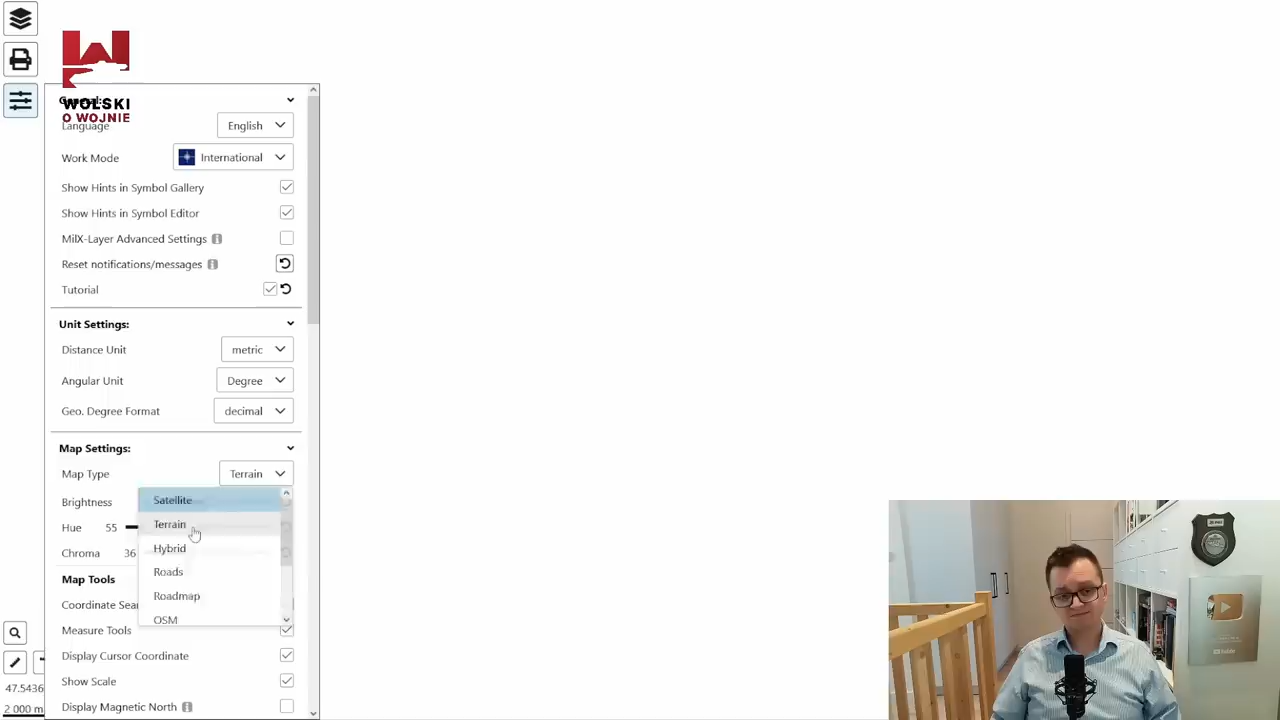 WOLSKI
O WOJNIE
Language
English
Work Mode
International
Show Hints in Symbol Gallery
Show Hints in Symbol Editor
MilX-Layer Advanced Settings
Reset notifications/messages
Tutorial
Unit Settings:
Distance Unit
metric
Angular Unit
Degree
Geo. Degree Format
decimal
Map Settings:
Map Type
Terrain
Brightness
Satellite
Terrain
Hue 55
Hybrid
Chroma 36
Roads
Map Tools
Roadmap
Coordinate Sear
OSM
Measure Tools
Display Cursor Coordinate
Show Scale
Display Magnetic North
47.5436
2 000 m